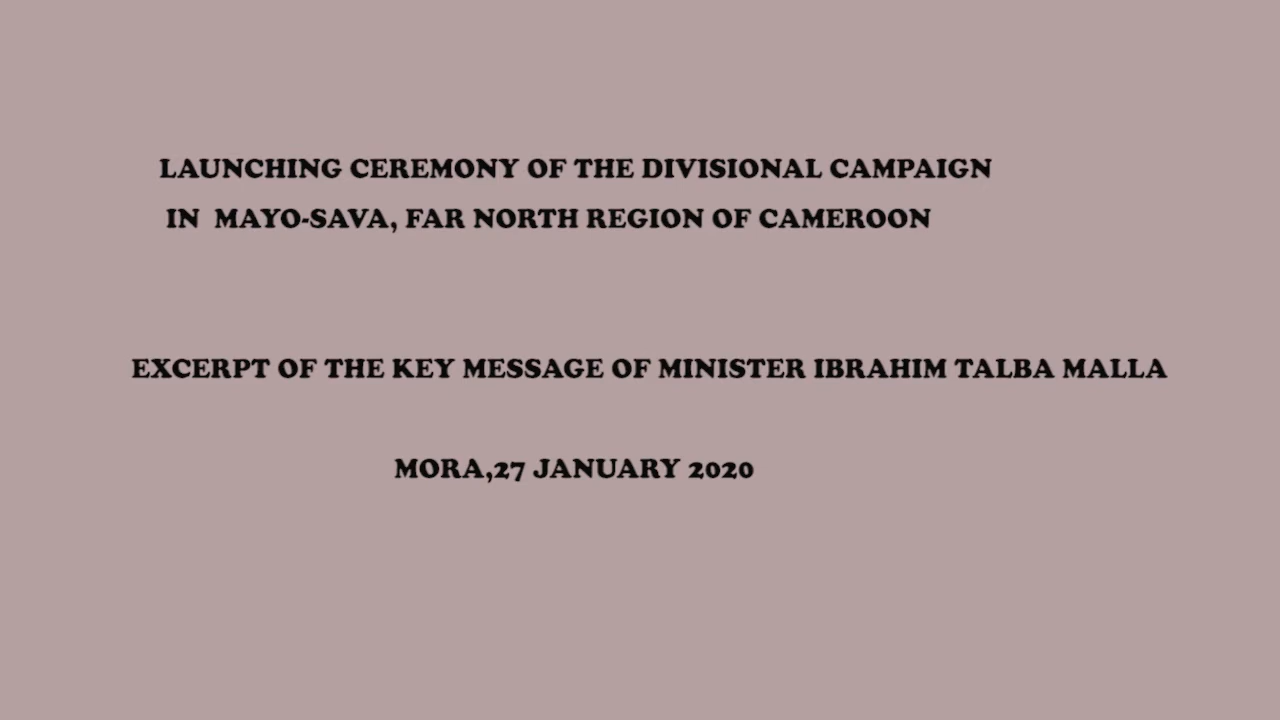 LAUNCHING CEREMONY OF THE DIVISIONAL CAMPAIGN
IN MAYO-SAVA, FAR NORTH REGION OF CAMEROON
EXCERPT OF THE KEY MESSAGE OF MINISTER IBRAHIM TALBA MALLA
MORA,27 JANUARY 2020